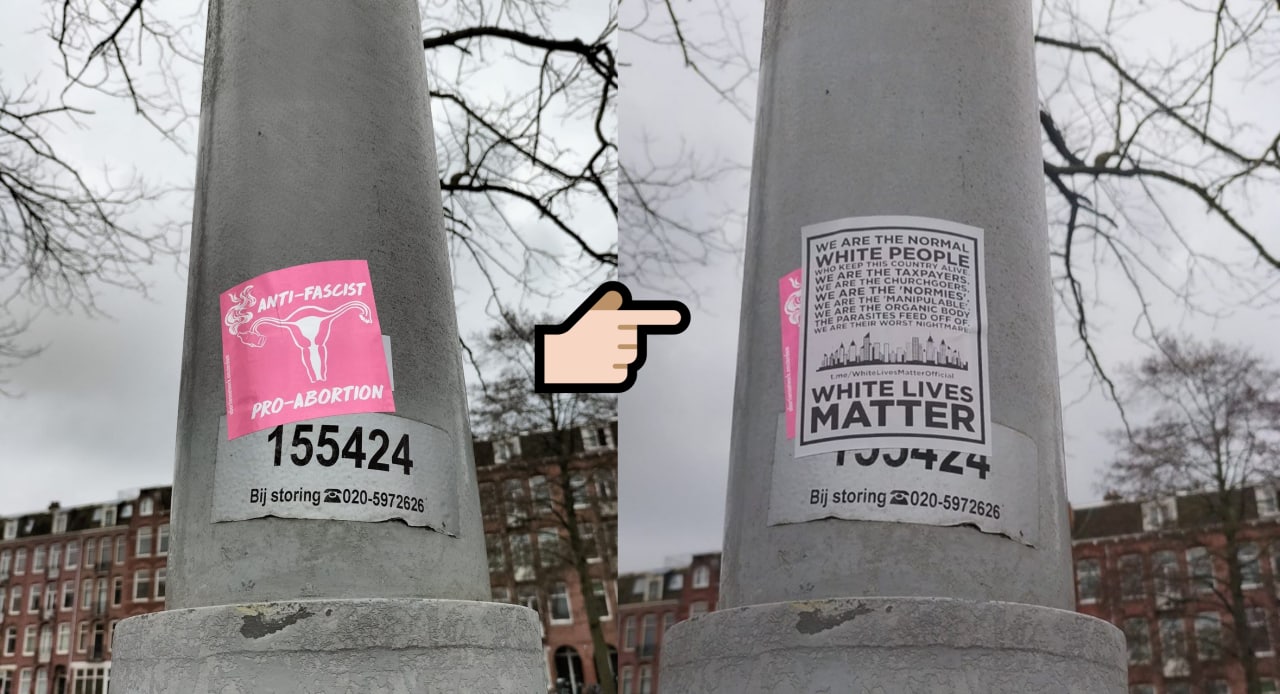 ANTI-FASCIST
PRO-ABORTION
155424
Bij storing ☎020-5972626
WE ARE THE NORMAL
WHITE PEOPLE
WHO KEEP THIS COUNTRY ALIVE.
WE ARE THE TAXPAYERS.
WE ARE THE CHURCHGOERS.
WE ARE THE 'NORMIES'.
WE ARE THE 'MANIPULABLE'.
WE ARE THE ORGANIC BODY
THE PARASITES FEED OFF OF.
WE ARE THEIR WORST NIGHTMARE.
t.me/WhiteLivesMatterOfficial
WHITE LIVES
MATTER
155424
Bij storing ☎020-5972626